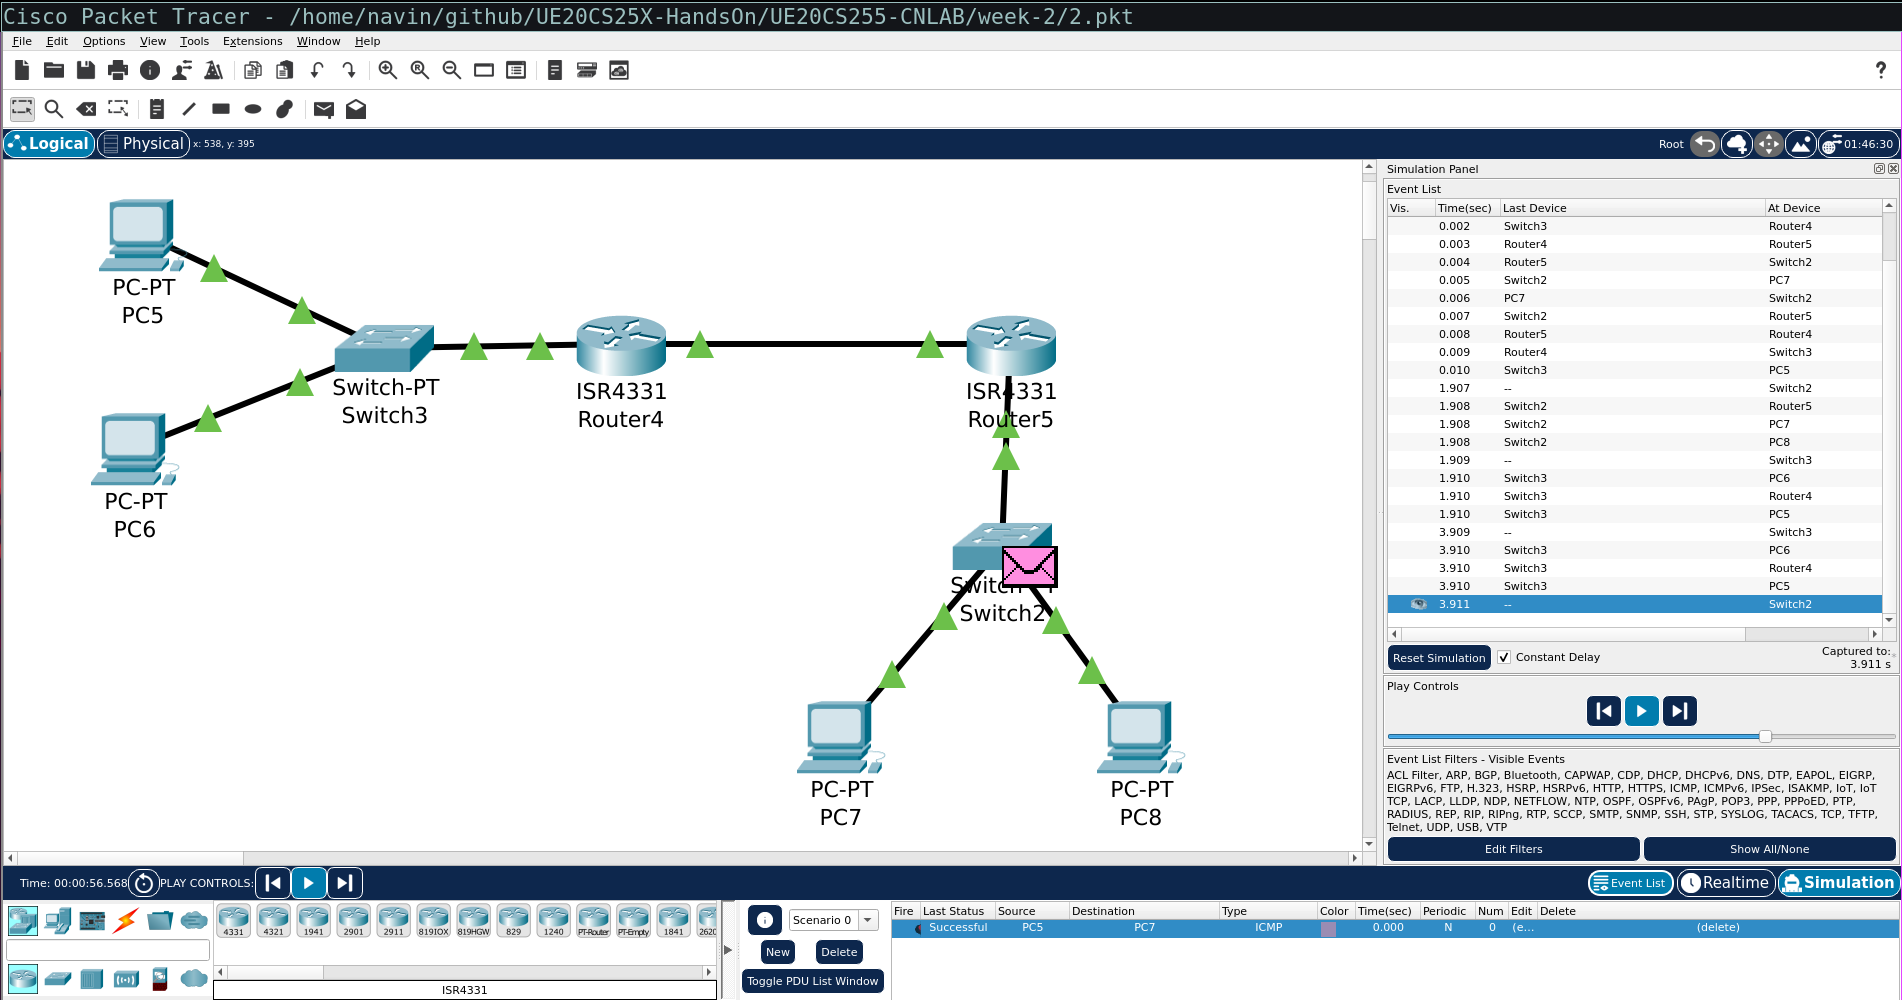 Cisco Packet Tracer - /home/navin/github/UE20CS25X-HandsOn/UE20CS255-CNLAB/week-2/2.pkt
File Edit Options View Tools Extensions Window Help
?
Logical Physical x: 538, y: 395 Root 01:46:30
PC-PT
PC5
PC-PT
PC6
Switch-PT
Switch3
ISR4331
Router4
ISR4331
Router5
Switch2
PC-PT
PC7
PC-PT
PC8
Simulation Panel
Event List
Vis. Time(sec) Last Device At Device
0.002 Switch3 Router4
0.003 Router4 Router5
0.004 Router5 Switch2
0.005 Switch2 PC7
0.006 PC7 Switch2
0.007 Switch2 Router5
0.008 Router5 Router4
0.009 Router4 Switch3
0.010 Switch3 PC5
1.907 -- Switch2
1.908 Switch2 Router5
1.908 Switch2 PC7
1.908 Switch2 PC8
1.909 -- Switch3
1.910 Switch3 PC6
1.910 Switch3 Router4
1.910 Switch3 PC5
3.909 -- Switch3
3.910 Switch3 PC6
3.910 Switch3 Router4
3.910 Switch3 PC5
3.911 -- Switch2
Reset Simulation Constant Delay Captured to:
3.911 s
Play Controls
Event List Filters - Visible Events
ACL Filter, ARP, BGP, Bluetooth, CAPWAP, CDP, DHCP, DHCPv6, DNS, DTP, EAPOL, EIGRP,
EIGRPv6, FTP, H.323, HSRP, HSRPv6, HTTP, HTTPS, ICMP, ICMPv6, IPSec, ISAKMP, IoT, IoT
TCP, LACP, LLDP, NDP, NETFLOW, NTP, OSPF, OSPFv6, PAgP, POP3, PPP, PPPoED, PTP,
RADIUS, REP, RIP, RIPng, RTP, SCCP, SMTP, SNMP, SSH, STP, SYSLOG, TACACS, TCP, TFTP,
Telnet, UDP, USB, VTP
Edit Filters Show All/None
Time: 00:00:56.568 PLAY CONTROLS: Event List Realtime Simulation
4331 4321 1941 2901 2911 819IOX 819HGW 829 1240 PT-Router PT-Empty 1841 2620
ISR4331
Scenario 0
New Delete
Toggle PDU List Window
Fire Last Status Source Destination Type Color Time(sec) Periodic Num Edit Delete
Successful PC5 PC7 ICMP 0.000 N 0 (e... (delete)